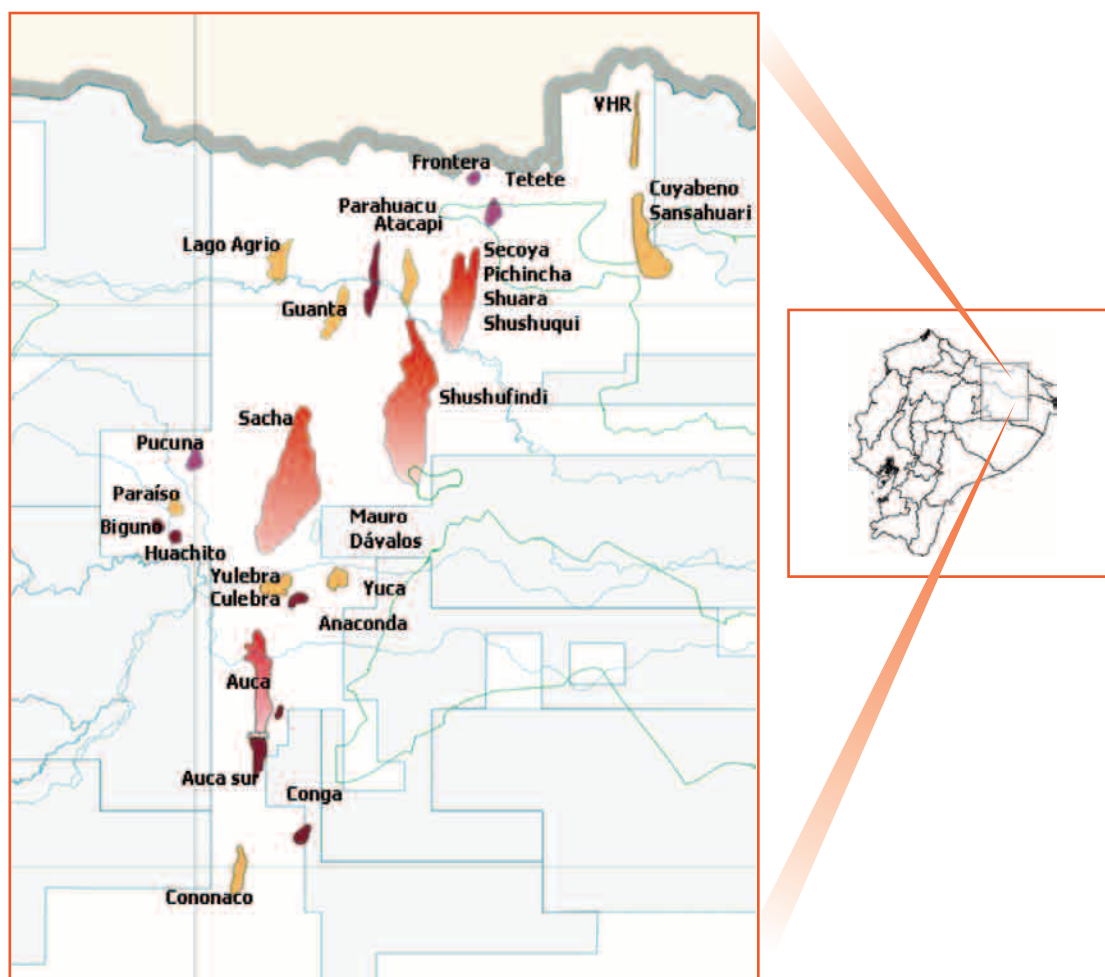 VHR
Frontera
Tetete
Cuyabeno
Sansahuari
Parahuacu
Atacapi
Lago Agrio
Secoya
Pichincha
Shuara
Shushuqui
Guanta
Shushufindi
Sacha
Pucuna
Paraíso
Biguno
Huachito
Mauro
Dávalos
Yulebra
Culebra
Yuca
Anaconda
Auca
Auca sur
Conga
Cononaco